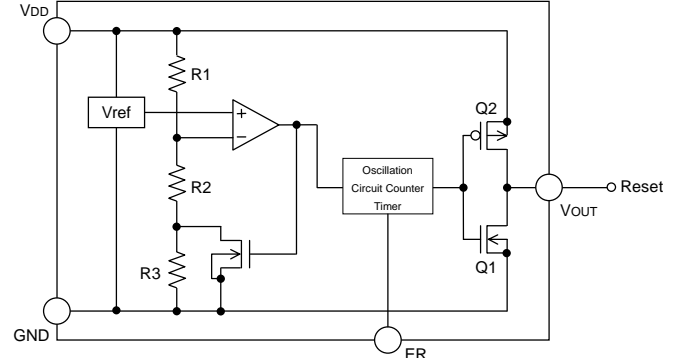 VDD
R1
Q2
Vref
+
−
Oscillation
Circuit Counter
Timer
R2
Reset
VOUT
R3
Q1
GND
ER